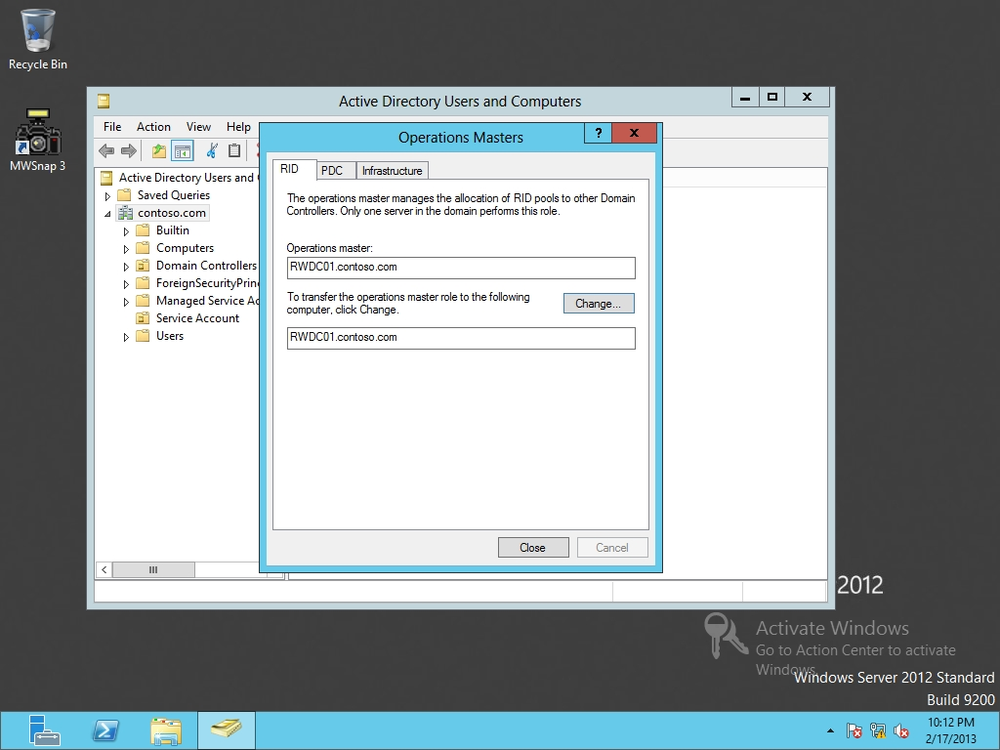 Recycle Bin
MWSnap 3
Active Directory Users and Computers
File Action View Help
Operations Masters
?
Active Directory Users and
Saved Queries
contoso.com
Builtin
Computers
Domain Controllers
ForeignSecurityPrinc
Managed Service Ac
Service Account
Users
RID PDC Infrastructure
The operations master manages the allocation of RID pools to other Domain
Controllers. Only one server in the domain performs this role.
Operations master:
RWDC01.contoso.com
To transfer the operations master role to the following
computer, click Change.
Change...
RWDC01.contoso.com
Close Cancel
2012
Activate Windows
Go to Action Center to activate
Windows.
Windows Server 2012 Standard
Build 9200
10:12 PM
2/17/2013